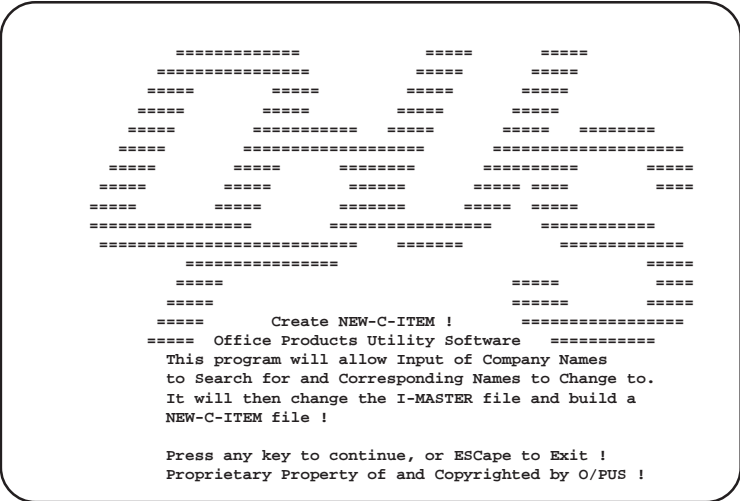 Create NEW-C-ITEM !
Office Products Utility Software
This program will allow Input of Company Names
to Search for and Corresponding Names to Change to.
It will then change the I-MASTER file and build a
NEW-C-ITEM file !
Press any key to continue, or ESCape to Exit !
Proprietary Property of and Copyrighted by O/PUS !